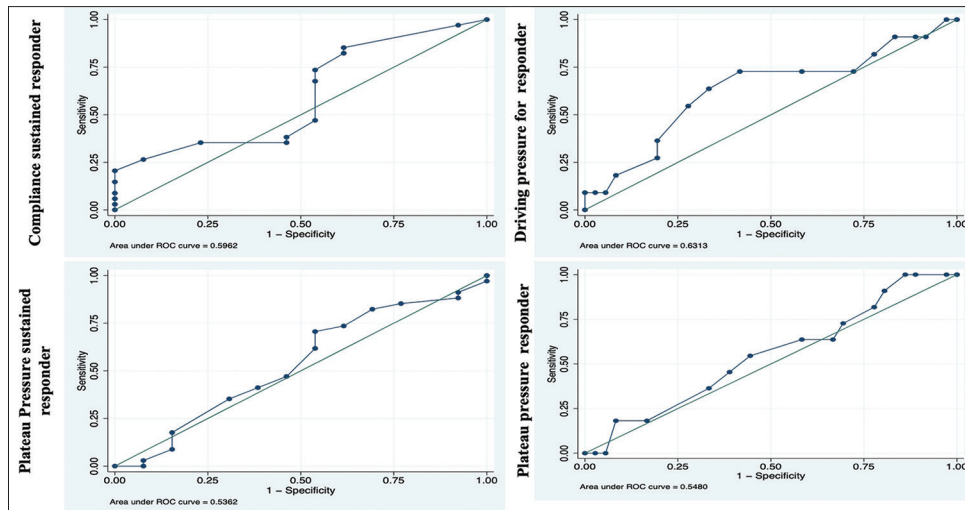 Compliance sustained responder
Sensitivity
1.00
0.75
0.50
0.25
0.00
0.00 0.25 0.50 0.75 1.00
1 − Specificity
Area under ROC curve = 0.5962
Driving pressure for responder
Sensitivity
1.00
0.75
0.50
0.25
0.00
0.00 0.25 0.50 0.75 1.00
1 − Specificity
Area under ROC curve = 0.6313
Plateau Pressure sustained
responder
Sensitivity
1.00
0.75
0.50
0.25
0.00
0.00 0.25 0.50 0.75 1.00
1 − Specificity
Area under ROC curve = 0.5362
Plateau pressure responder
Sensitivity
1.00
0.75
0.50
0.25
0.00
0.00 0.25 0.50 0.75 1.00
1 − Specificity
Area under ROC curve = 0.5480